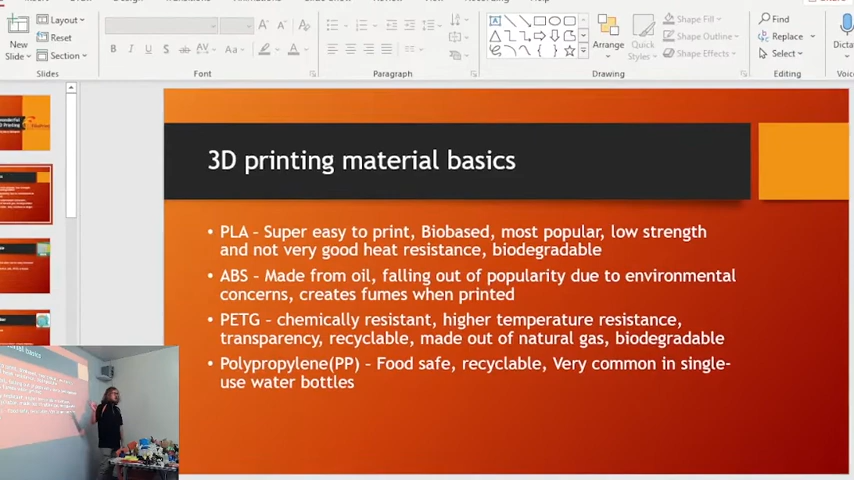 Layout
Reset
Section
New
Slide
Slides
B I U S ab AV Aa A
Font
Paragraph
Arrange
Quick
Styles
Shape Fill
Shape Outline
Shape Effects
Drawing
Find
Replace
Select
Editing
Voic
3D printing material basics
• PLA – Super easy to print, Biobased, most popular, low strength
and not very good heat resistance, biodegradable
• ABS – Made from oil, falling out of popularity due to environmental
concerns, creates fumes when printed
• PETG – chemically resistant, higher temperature resistance,
transparency, recyclable, made out of natural gas, biodegradable
• Polypropylene(PP) – Food safe, recyclable, Very common in single-
use water bottles